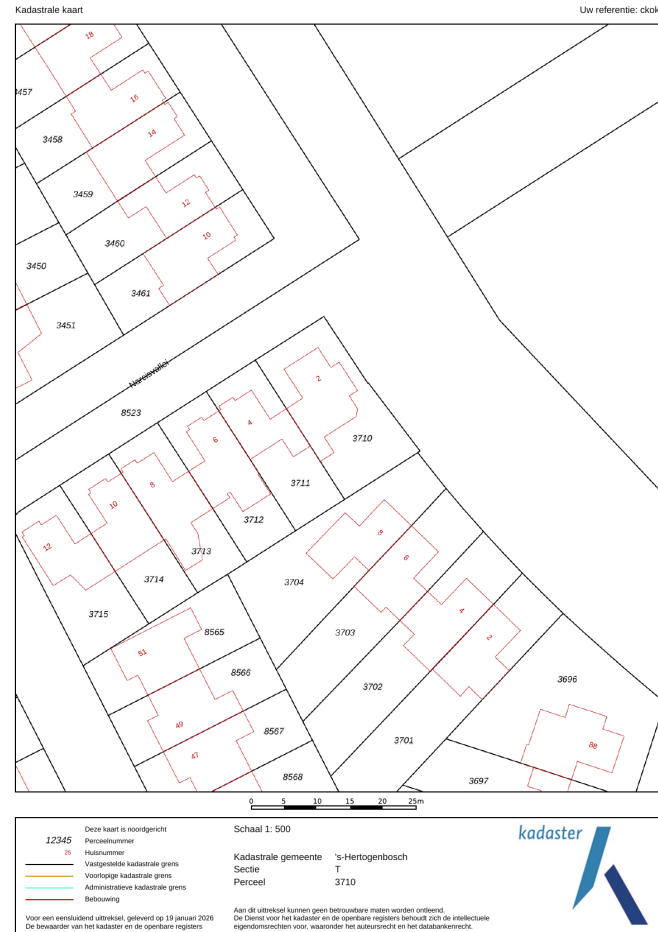 Kadastrale kaart
Uw referentie: ckok
18
3457
16
3458
14
3459
12
10
3460
3450
3461
3451
Narcisvallei
8523
2
4
6
3710
8
3711
10
3712
12
3713
3714
3704
8
6
3715
4
8565
3703
2
51
8566
3702
3696
49
8567
3701
88
47
8568
3697
0 5 10 15 20 25m
Deze kaart is noordgericht
12345 Perceelnummer
25 Huisnummer
Vastgestelde kadastrale grens
Voorlopige kadastrale grens
Administratieve kadastrale grens
Bebouwing
Voor een eensluidend uittreksel, geleverd op 19 januari 2026
De bewaarder van het kadaster en de openbare registers
Schaal 1: 500
Kadastrale gemeente 's-Hertogenbosch
Sectie T
Perceel 3710
Aan dit uittreksel kunnen geen betrouwbare maten worden ontleend.
De Dienst voor het kadaster en de openbare registers behoudt zich de intellectuele
eigendomsrechten voor, waaronder het auteursrecht en het databankenrecht.
kadaster